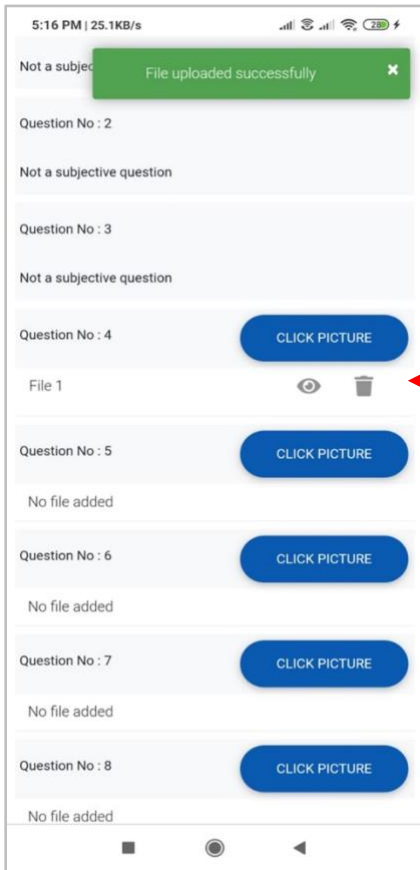 5:16 PM | 25.1KB/s 28
Not a subjec
File uploaded successfully ×
Question No : 2
Not a subjective question
Question No : 3
Not a subjective question
Question No : 4 CLICK PICTURE
File 1
Question No : 5 CLICK PICTURE
No file added
Question No : 6 CLICK PICTURE
No file added
Question No : 7 CLICK PICTURE
No file added
Question No : 8 CLICK PICTURE
No file added